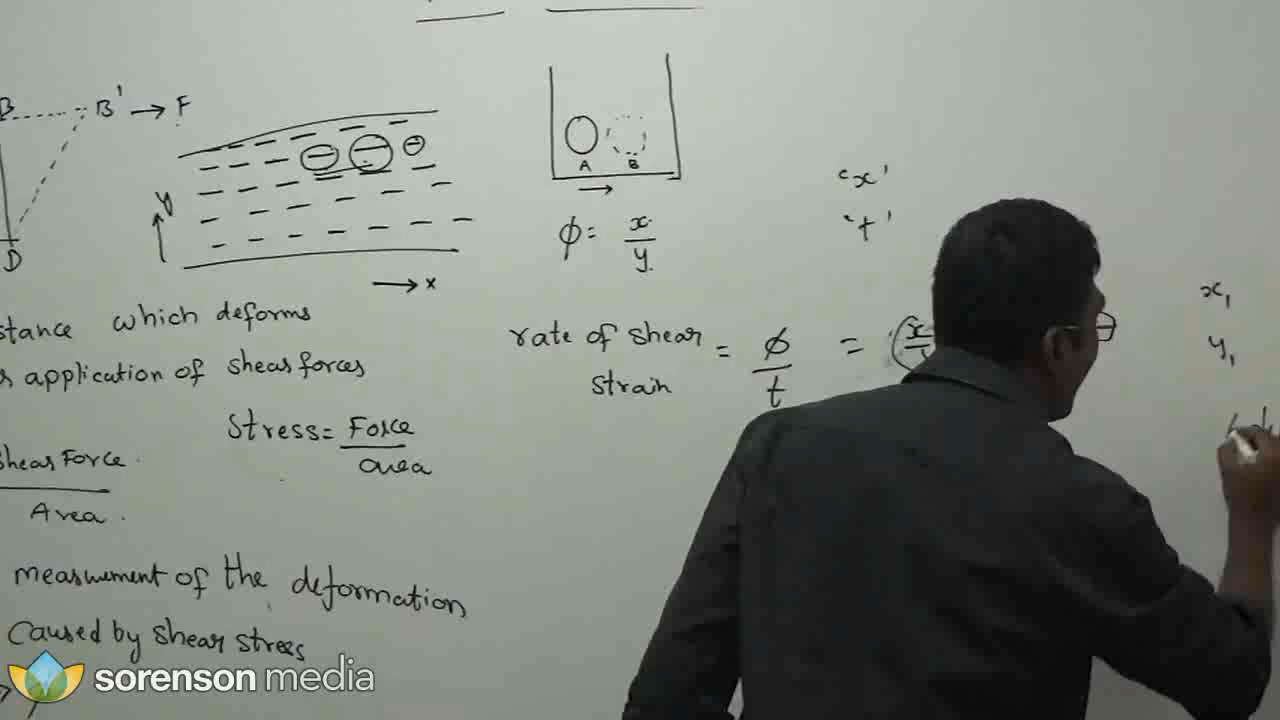 B B' → F
y
D
→ x
A B
→
φ = x/y
'x'
't'
stance which deforms
application of shear forces
Stress = Force
area
Shear Force
Area
measurement of the deformation
Caused by shear stress
rate of shear strain = φ/t =
x₁
y₁
sorenson media